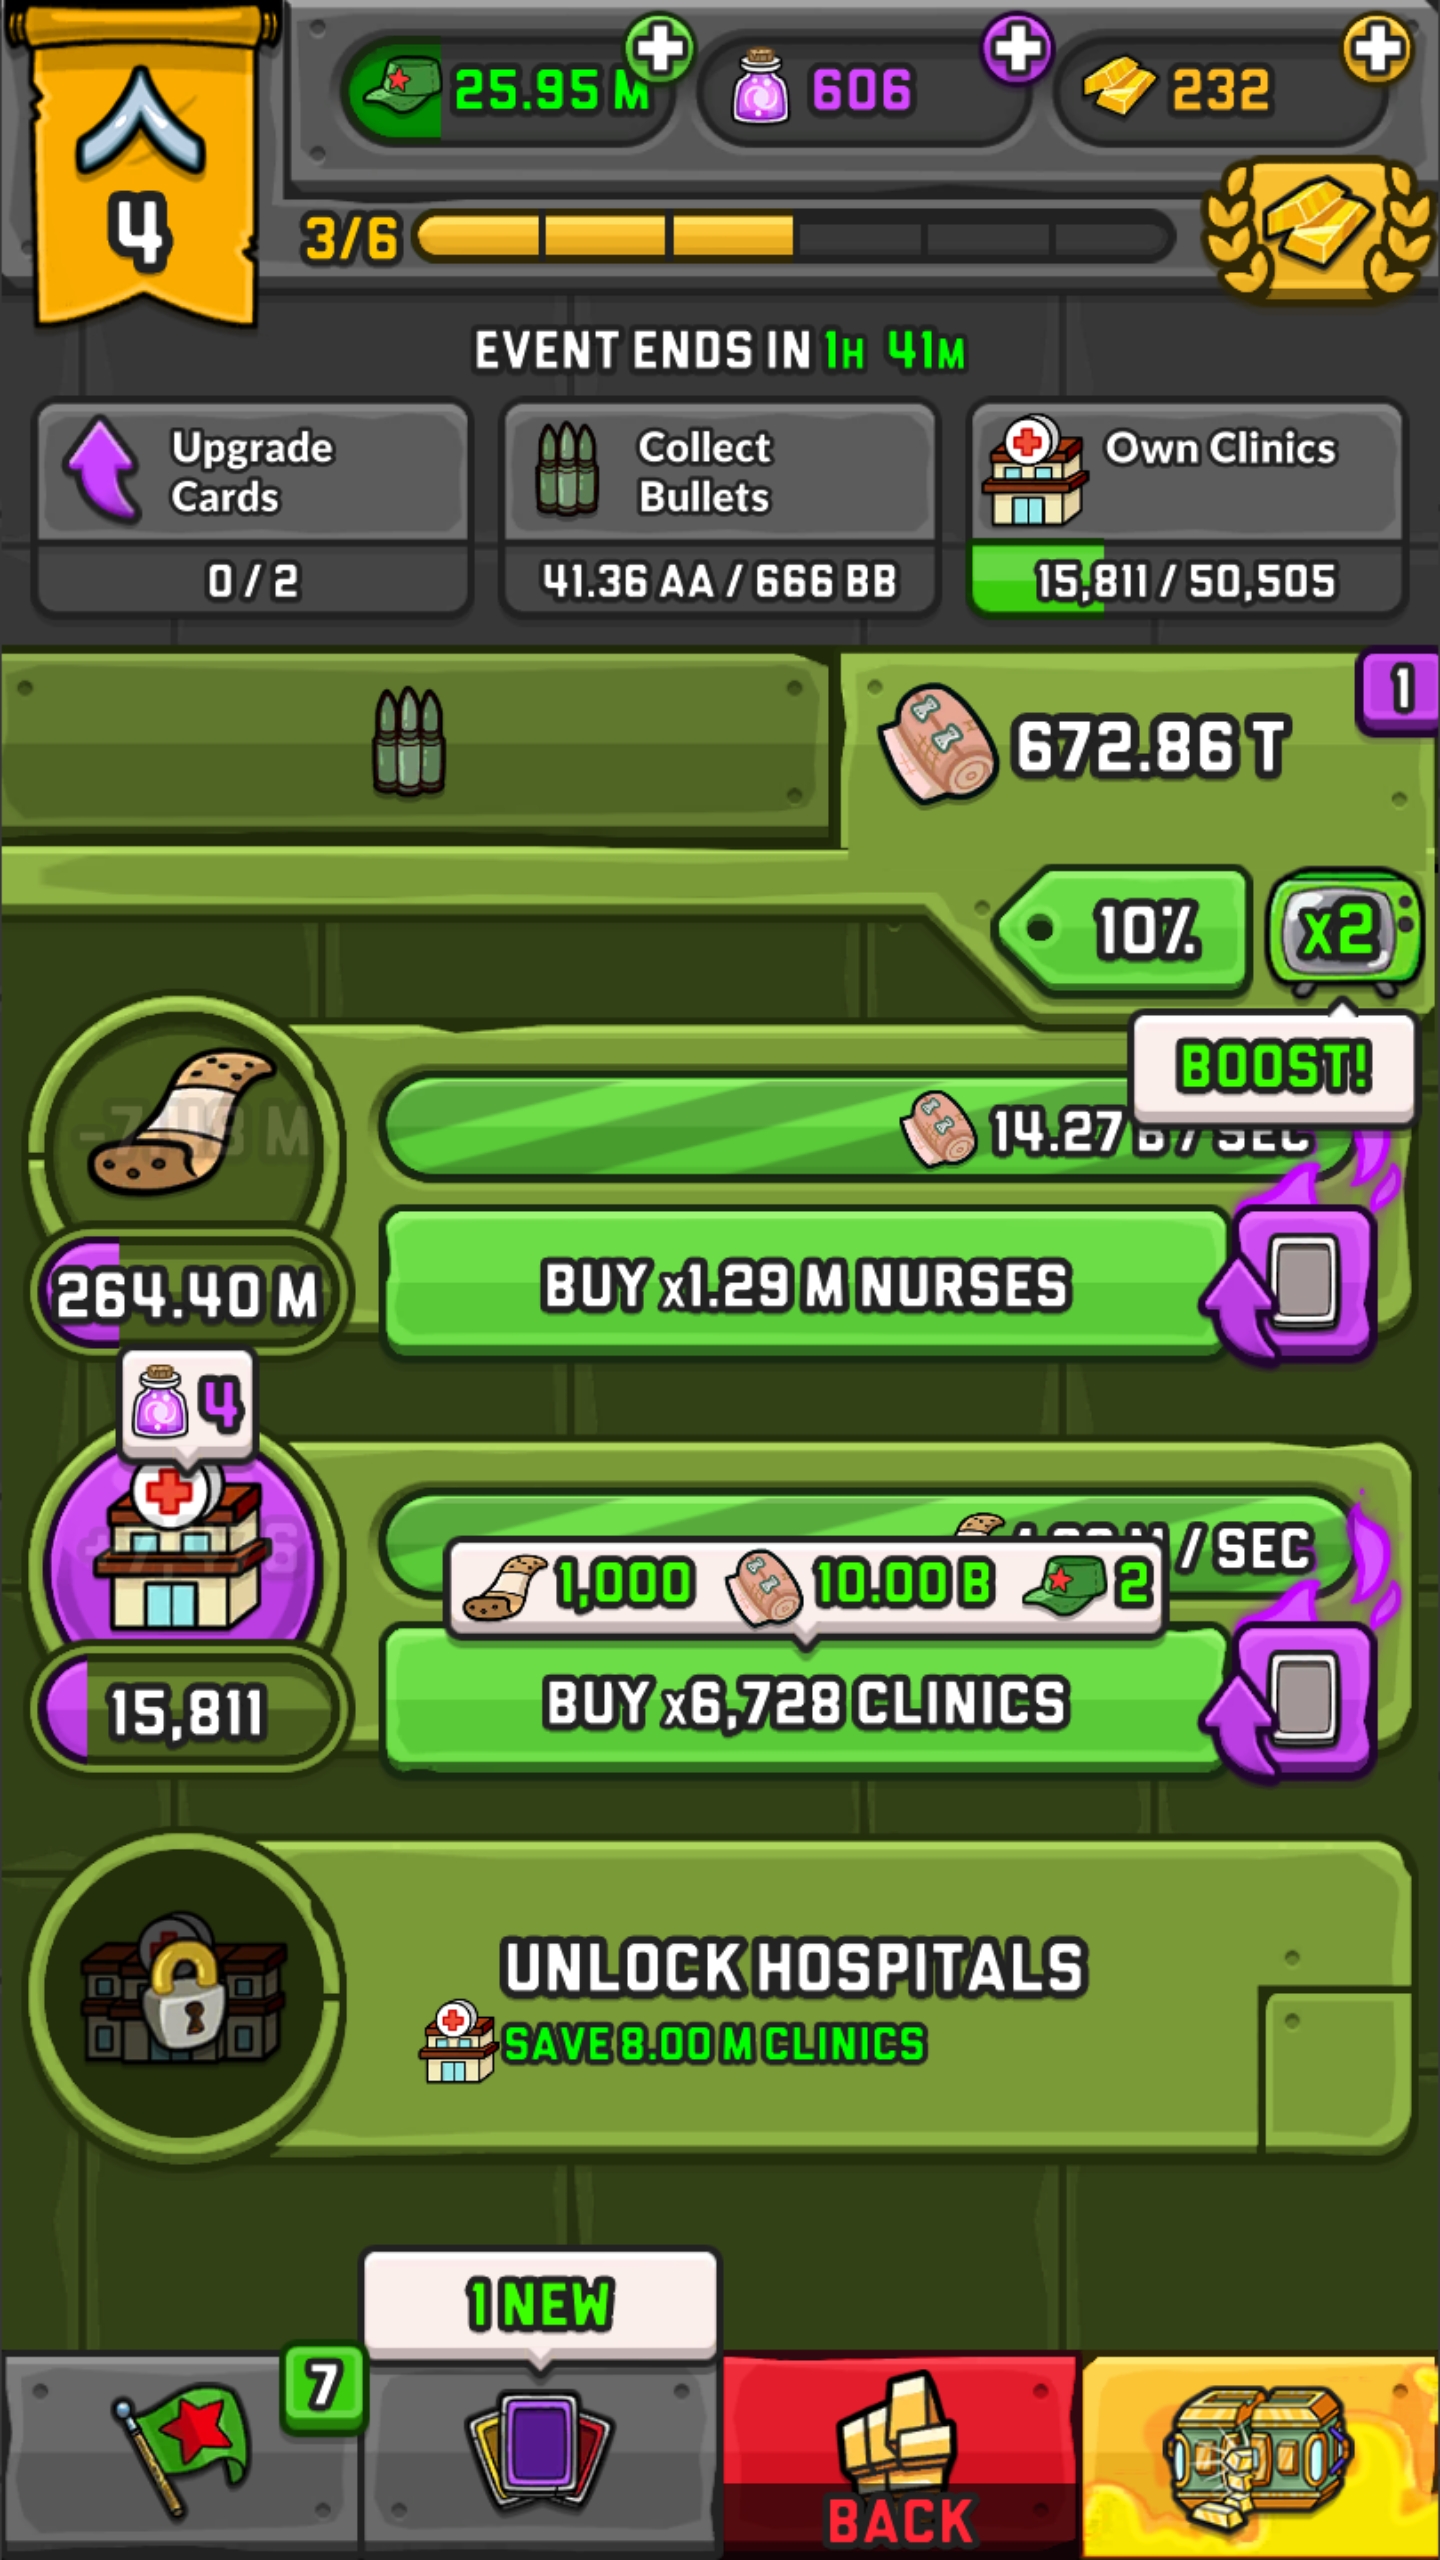 25.95 M
606
232
4
3/6
EVENT ENDS IN 1H 41M
Upgrade Cards
Collect Bullets
Own Clinics
0 / 2
41.36 AA / 666 BB
15,811 / 50,505
672.86 T
1
10%
x2
BOOST!
14.27 B / SEC
264.40 M
BUY x1.29 M NURSES
4
/ SEC
1,000
10.00 B
2
15,811
BUY x6,728 CLINICS
UNLOCK HOSPITALS
SAVE 8.00 M CLINICS
1 NEW
7
BACK